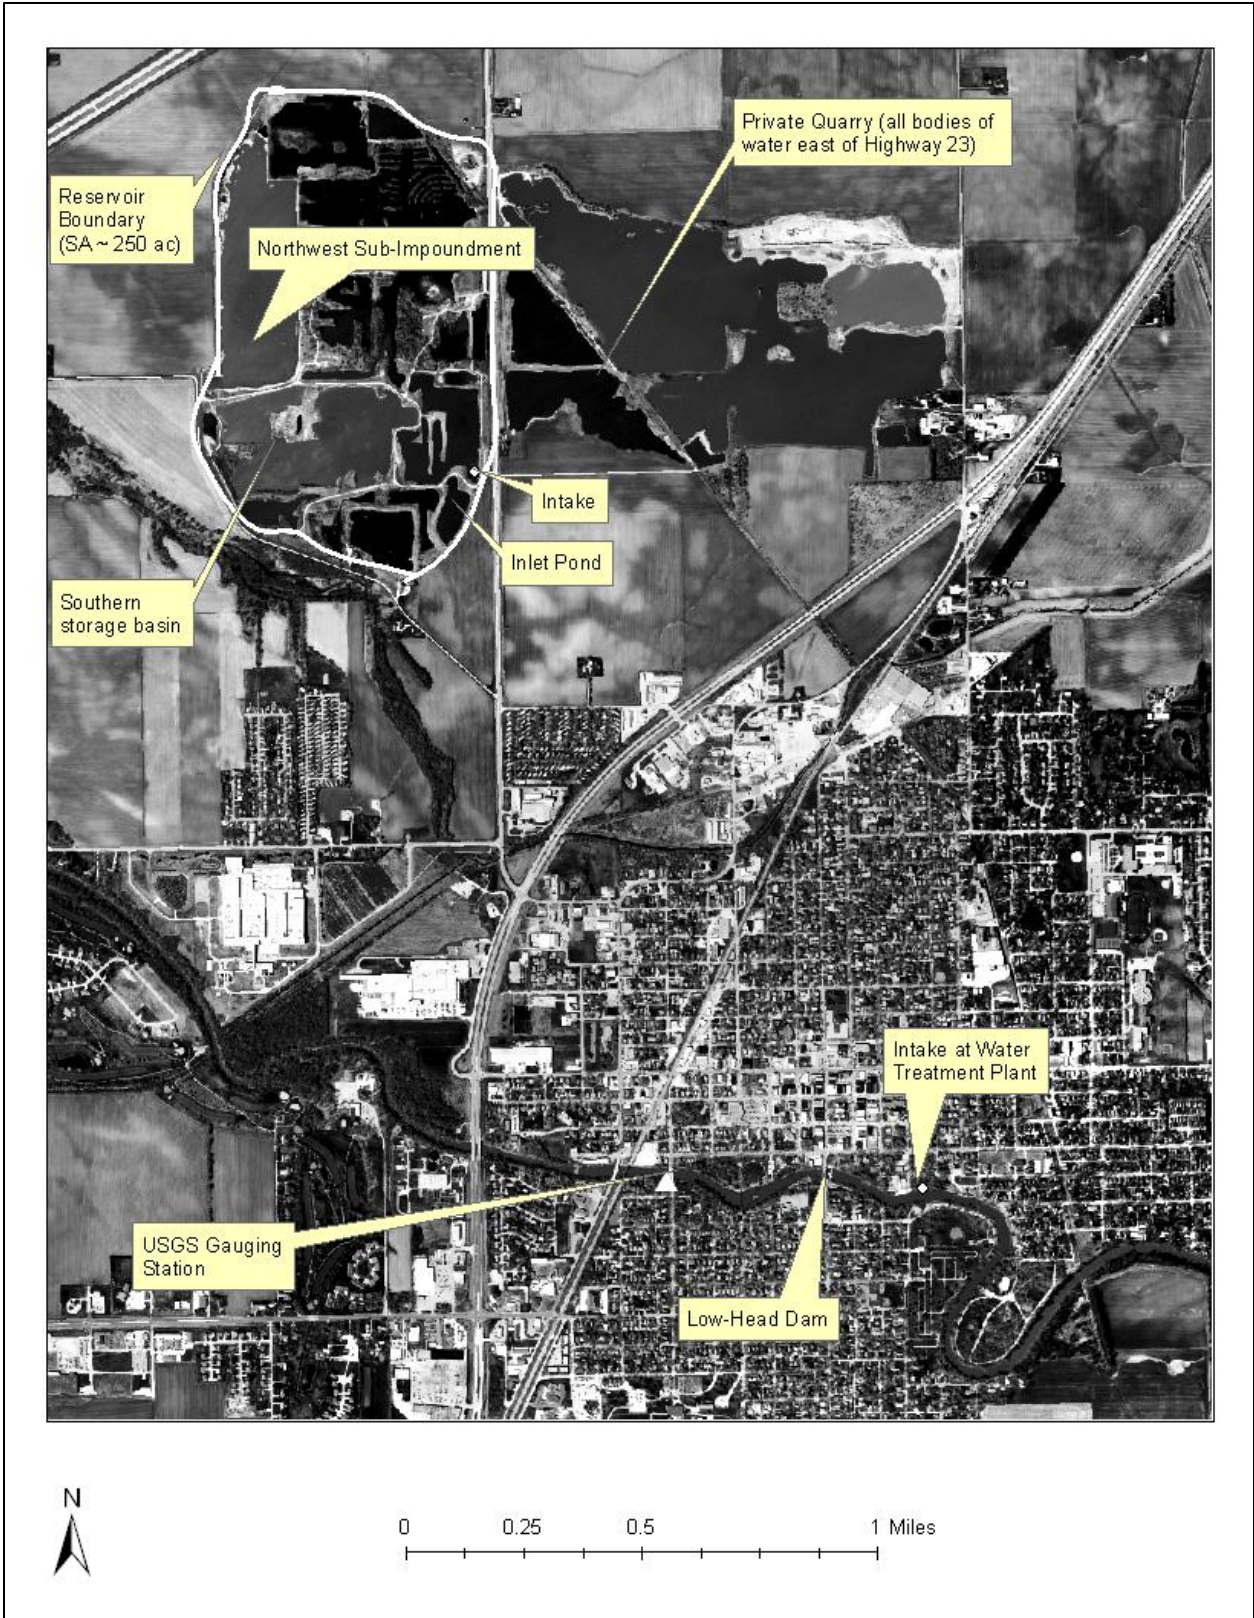 Private Quarry (all bodies of
water east of Highway 23)
Reservoir
Boundary
(SA ~ 250 ac)
Northwest Sub-Impoundment
Intake
Inlet Pond
Southern
storage basin
Intake at Water
Treatment Plant
USGS Gauging
Station
Low-Head Dam
N
0 0.25 0.5 1 Miles